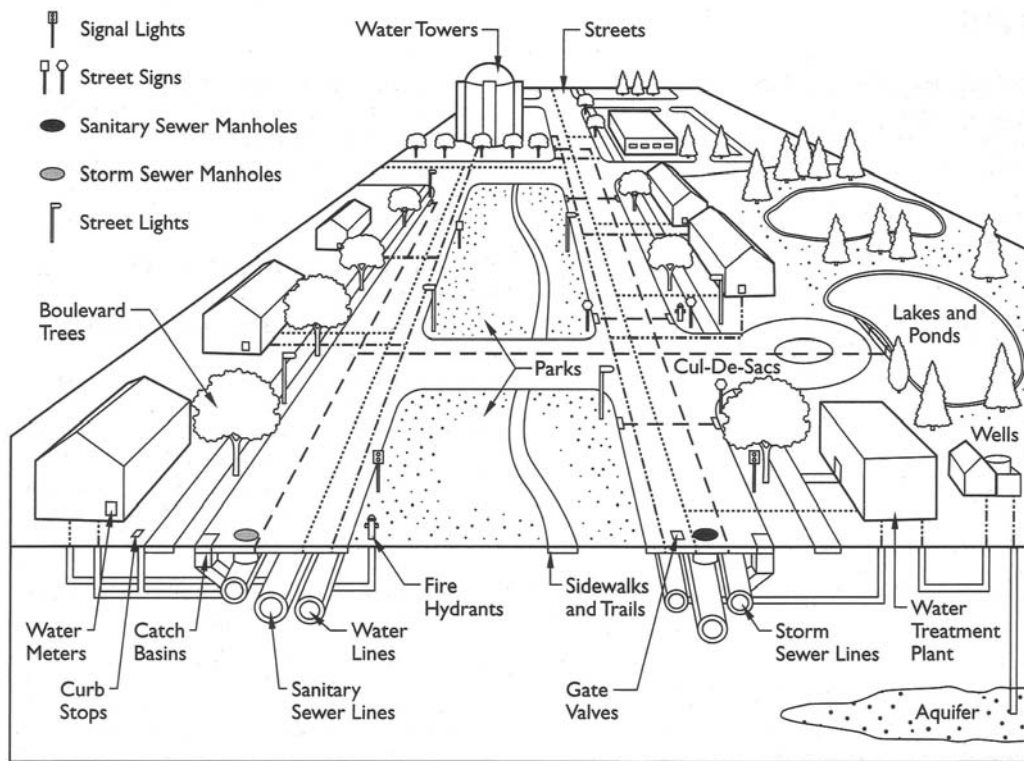 Signal Lights
Street Signs
Sanitary Sewer Manholes
Storm Sewer Manholes
Street Lights
Water Towers
Streets
Boulevard
Trees
Parks
Cul-De-Sacs
Lakes and
Ponds
Wells
Water
Meters
Curb
Stops
Catch
Basins
Sanitary
Sewer Lines
Water
Lines
Fire
Hydrants
Sidewalks
and Trails
Gate
Valves
Storm
Sewer Lines
Water
Treatment
Plant
Aquifer